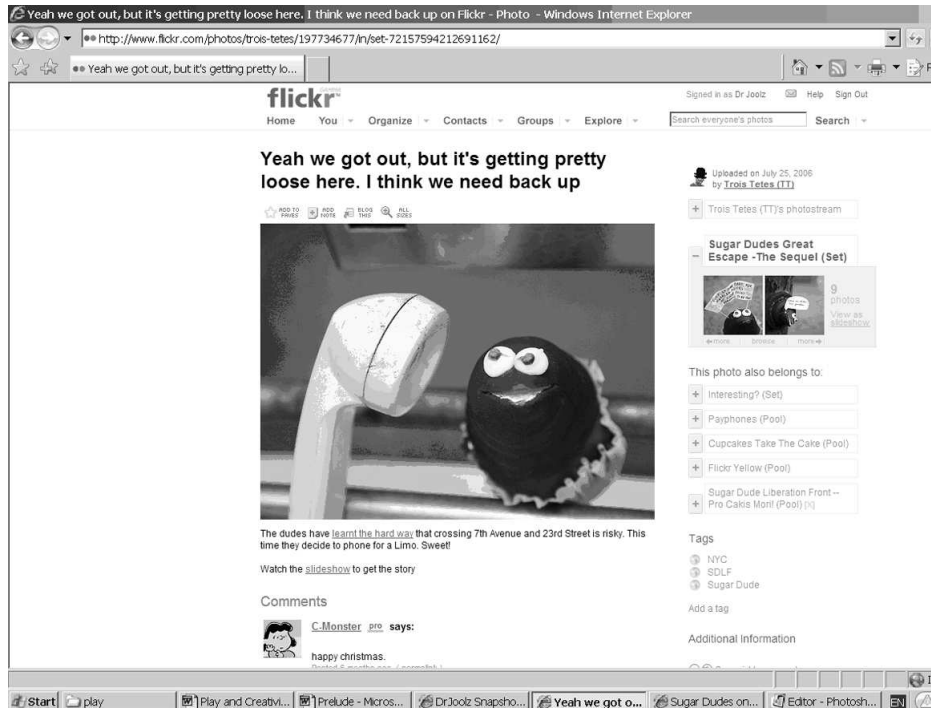 Yeah we got out, but it's getting pretty loose here. I think we need back up on Flickr - Photo - Windows Internet Explorer
http://www.flickr.com/photos/trois-tetes/197734677/in/set-72157594212691162/
Yeah we got out, but it's getting pretty lo...
flickr
Signed in as Dr Joolz Help Sign Out
Home You Organize Contacts Groups Explore
Search everyone's photos
Search
Yeah we got out, but it's getting pretty
loose here. I think we need back up
ADD TO FAVES
ADD NOTE
BLOG THIS
ALL SIZES
The dudes have learnt the hard way that crossing 7th Avenue and 23rd Street is risky. This
time they decide to phone for a Limo. Sweet!
Watch the slideshow to get the story
Comments
C-Monster pro says:
happy christmas.
Uploaded on July 25, 2006
by Trois Tetes (TT)
+ Trois Tetes (TT)'s photostream
Sugar Dudes Great
Escape -The Sequel (Set)
9
photos
View as
slideshow
more browse more
This photo also belongs to:
+ Interesting? (Set)
+ Payphones (Pool)
+ Cupcakes Take The Cake (Pool)
+ Flickr Yellow (Pool)
Sugar Dude Liberation Front --
+ Pro Cakis Mori! (Pool) [x]
Tags
NYC
SDLF
Sugar Dude
Add a tag
Additional Information
Start play Play and Creativi... Prelude - Micros... DrJoolz Snapsho... Yeah we got o... Sugar Dudes on... Editor - Photosh... EN